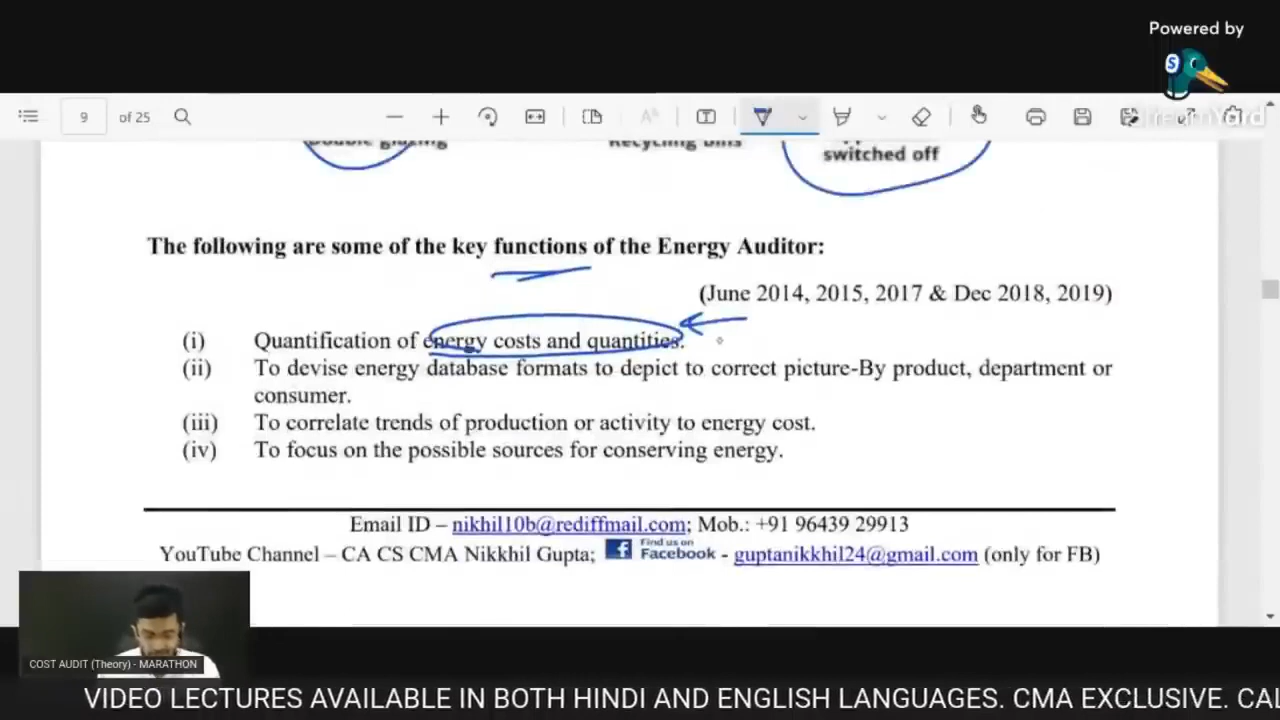 Powered by
S
9 of 25
Double glazing
Recycling bins
switched off
The following are some of the key functions of the Energy Auditor:
(June 2014, 2015, 2017 & Dec 2018, 2019)
(i) Quantification of energy costs and quantities.
(ii) To devise energy database formats to depict to correct picture-By product, department or
consumer.
(iii) To correlate trends of production or activity to energy cost.
(iv) To focus on the possible sources for conserving energy.
Email ID – nikhil10b@rediffmail.com; Mob.: +91 96439 29913
YouTube Channel – CA CS CMA Nikkhil Gupta; f Find us on Facebook - guptanikkhil24@gmail.com (only for FB)
COST AUDIT (Theory) - MARATHON
VIDEO LECTURES AVAILABLE IN BOTH HINDI AND ENGLISH LANGUAGES. CMA EXCLUSIVE. CAL